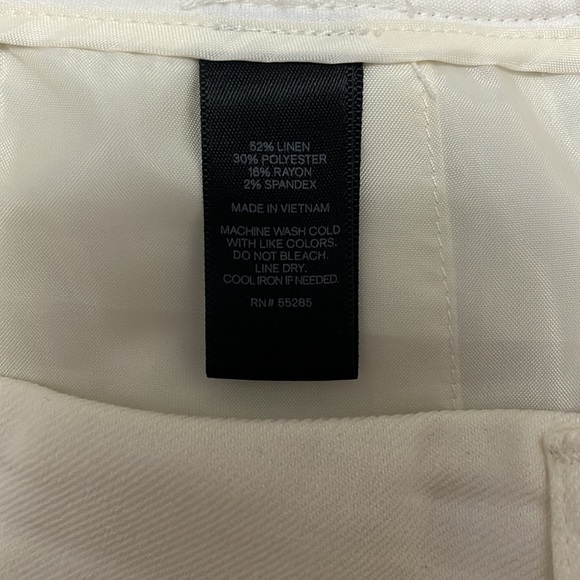 52% LINEN
30% POLYESTER
16% RAYON
2% SPANDEX
MADE IN VIETNAM
MACHINE WASH COLD
WITH LIKE COLORS.
DO NOT BLEACH.
LINE DRY.
COOL IRON IF NEEDED.
RN# 55285